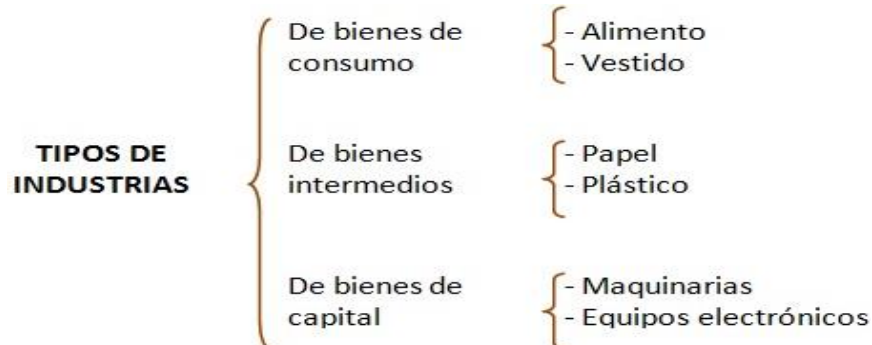 TIPOS DE
INDUSTRIAS
De bienes de
consumo
- Alimento
- Vestido
De bienes
intermedios
- Papel
- Plástico
De bienes de
capital
- Maquinarias
- Equipos electrónicos